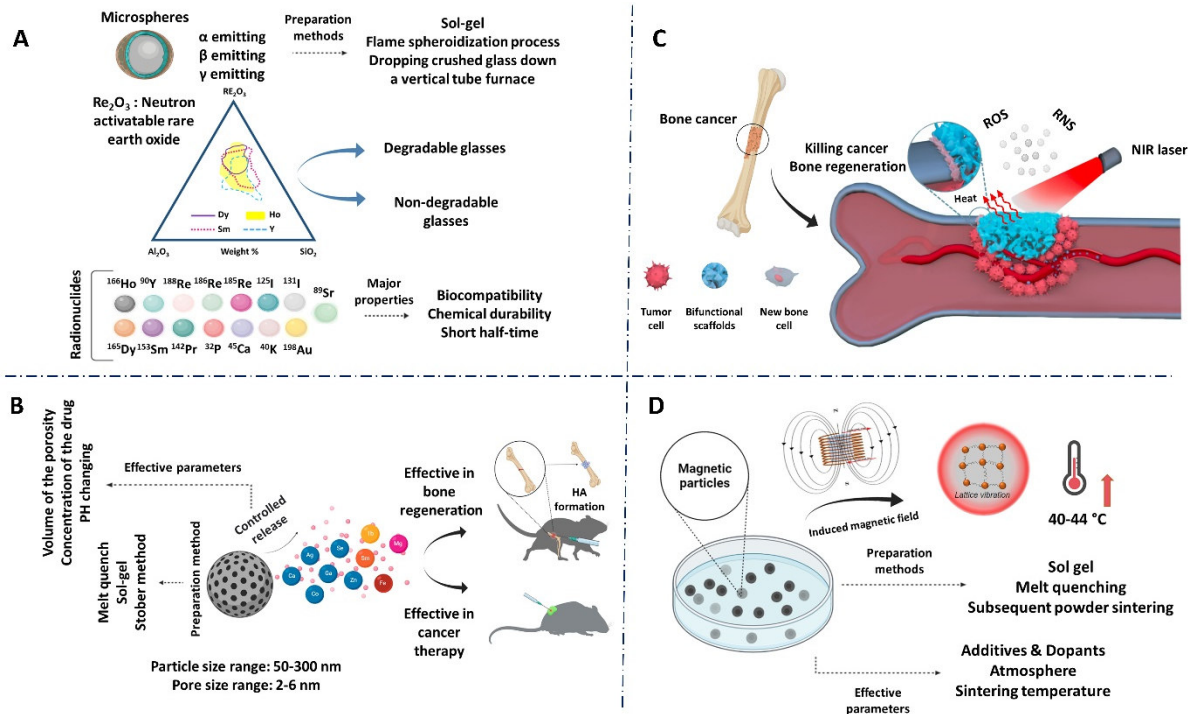 A
Microspheres
α emitting
β emitting
γ emitting
Preparation
methods
Sol-gel
Flame spheroidization process
Dropping crushed glass down
a vertical tube furnace
Re₂O₃ : Neutron
activatable rare
earth oxide
RE₂O₃
Dy
Ho
Sm
Y
Al₂O₃
Weight %
SiO₂
Degradable glasses
Non-degradable
glasses
Radionuclides
¹⁶⁶Ho ⁹⁰Y ¹⁸⁸Re ¹⁸⁶Re ¹⁸⁵Re ¹²⁵I ¹³¹I
⁸⁹Sr
¹⁶⁵Dy ¹⁵³Sm ¹⁴²Pr ³²P ⁴⁵Ca ⁴⁰K ¹⁹⁸Au
Major
properties
Biocompatibility
Chemical durability
Short half-time
C
Bone cancer
Killing cancer
Bone regeneration
ROS
RNS
NIR laser
Heat
Tumor
cell
Bifunctional
scaffolds
New bone
cell
B
Volume of the porosity
Concentration of the drug
PH changing
Effective parameters
Controlled
release
Melt quench
Sol-gel
Stober method
Preparation method
Ag
Se
Mg
Sm
Ga
Zn
Fe
Co
Effective in
bone
regeneration
HA
formation
Effective in
cancer
therapy
Particle size range: 50-300 nm
Pore size range: 2-6 nm
D
Magnetic
particles
Induced magnetic field
Lattice vibration
40-44 °C
Preparation
methods
Sol gel
Melt quenching
Subsequent powder sintering
Effective
parameters
Additives & Dopants
Atmosphere
Sintering temperature